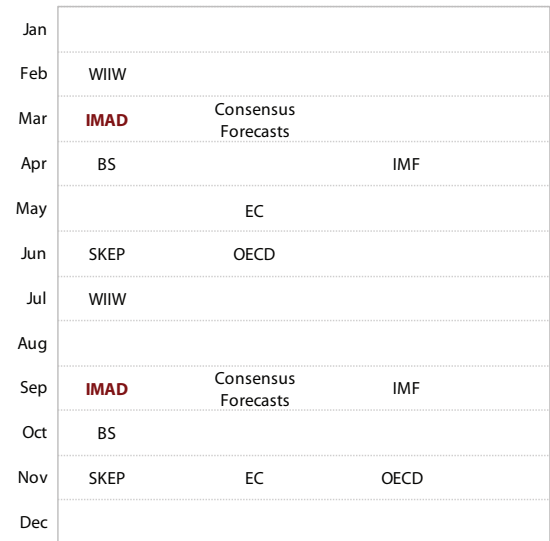 Jan
Feb WIIW
Mar IMAD Consensus Forecasts
Apr BS IMF
May EC
Jun SKEP OECD
Jul WIIW
Aug
Sep IMAD Consensus Forecasts IMF
Oct BS
Nov SKEP EC OECD
Dec